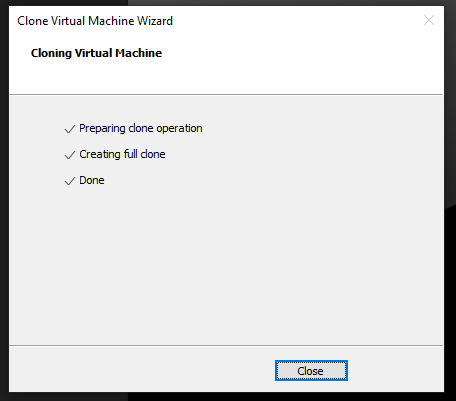 Clone Virtual Machine Wizard
Cloning Virtual Machine
Preparing clone operation
Creating full clone
Done
Close